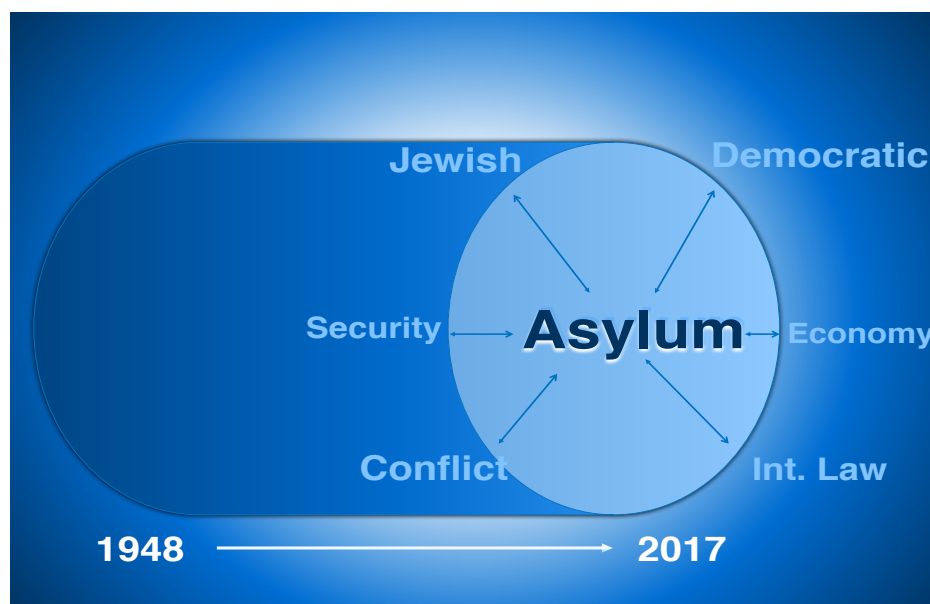 Jewish
Democratic
Security
Asylum
Economy
Conflict
Int. Law
1948
2017